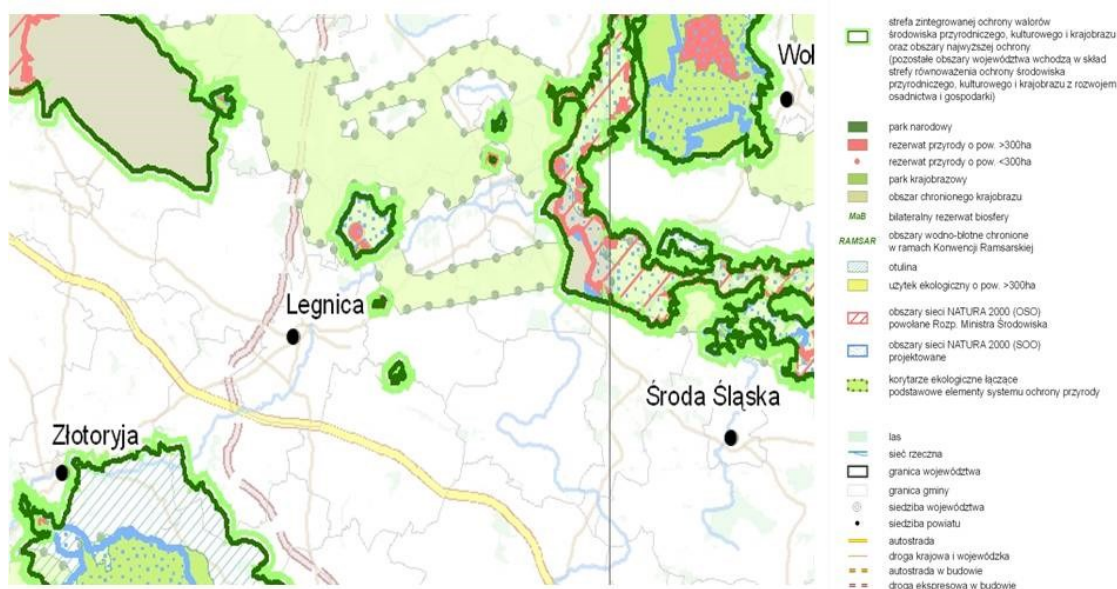 Woł
Legnica
Środa Śląska
Złotoryja
strefa zintegrowanej ochrony walorów
środowiska przyrodniczego, kulturowego i krajobrazu
oraz obszary najwyższej ochrony
(pozostałe obszary województwa wchodzą w skład
strefy równoważenia ochrony środowiska
przyrodniczego, kulturowego i krajobrazu z rozwojem
osadnictwa i gospodarki)
park narodowy
rezerwat przyrody o pow. >300ha
rezerwat przyrody o pow. <300ha
park krajobrazowy
obszar chronionego krajobrazu
MaB bilateralny rezerwat biosfery
RAMSAR obszary wodno-błotne chronione
w ramach Konwencji Ramsarskiej
otulina
użytek ekologiczny o pow. >300ha
obszary sieci NATURA 2000 (OSO)
powołane Rozp. Ministra Środowiska
obszary sieci NATURA 2000 (SOO)
projektowane
korytarze ekologiczne łączące
podstawowe elementy systemu ochrony przyrody
las
sieć rzeczna
granica województwa
granica gminy
siedziba województwa
siedziba powiatu
autostrada
droga krajowa i wojewódzka
autostrada w budowie
droga ekspresowa w budowie